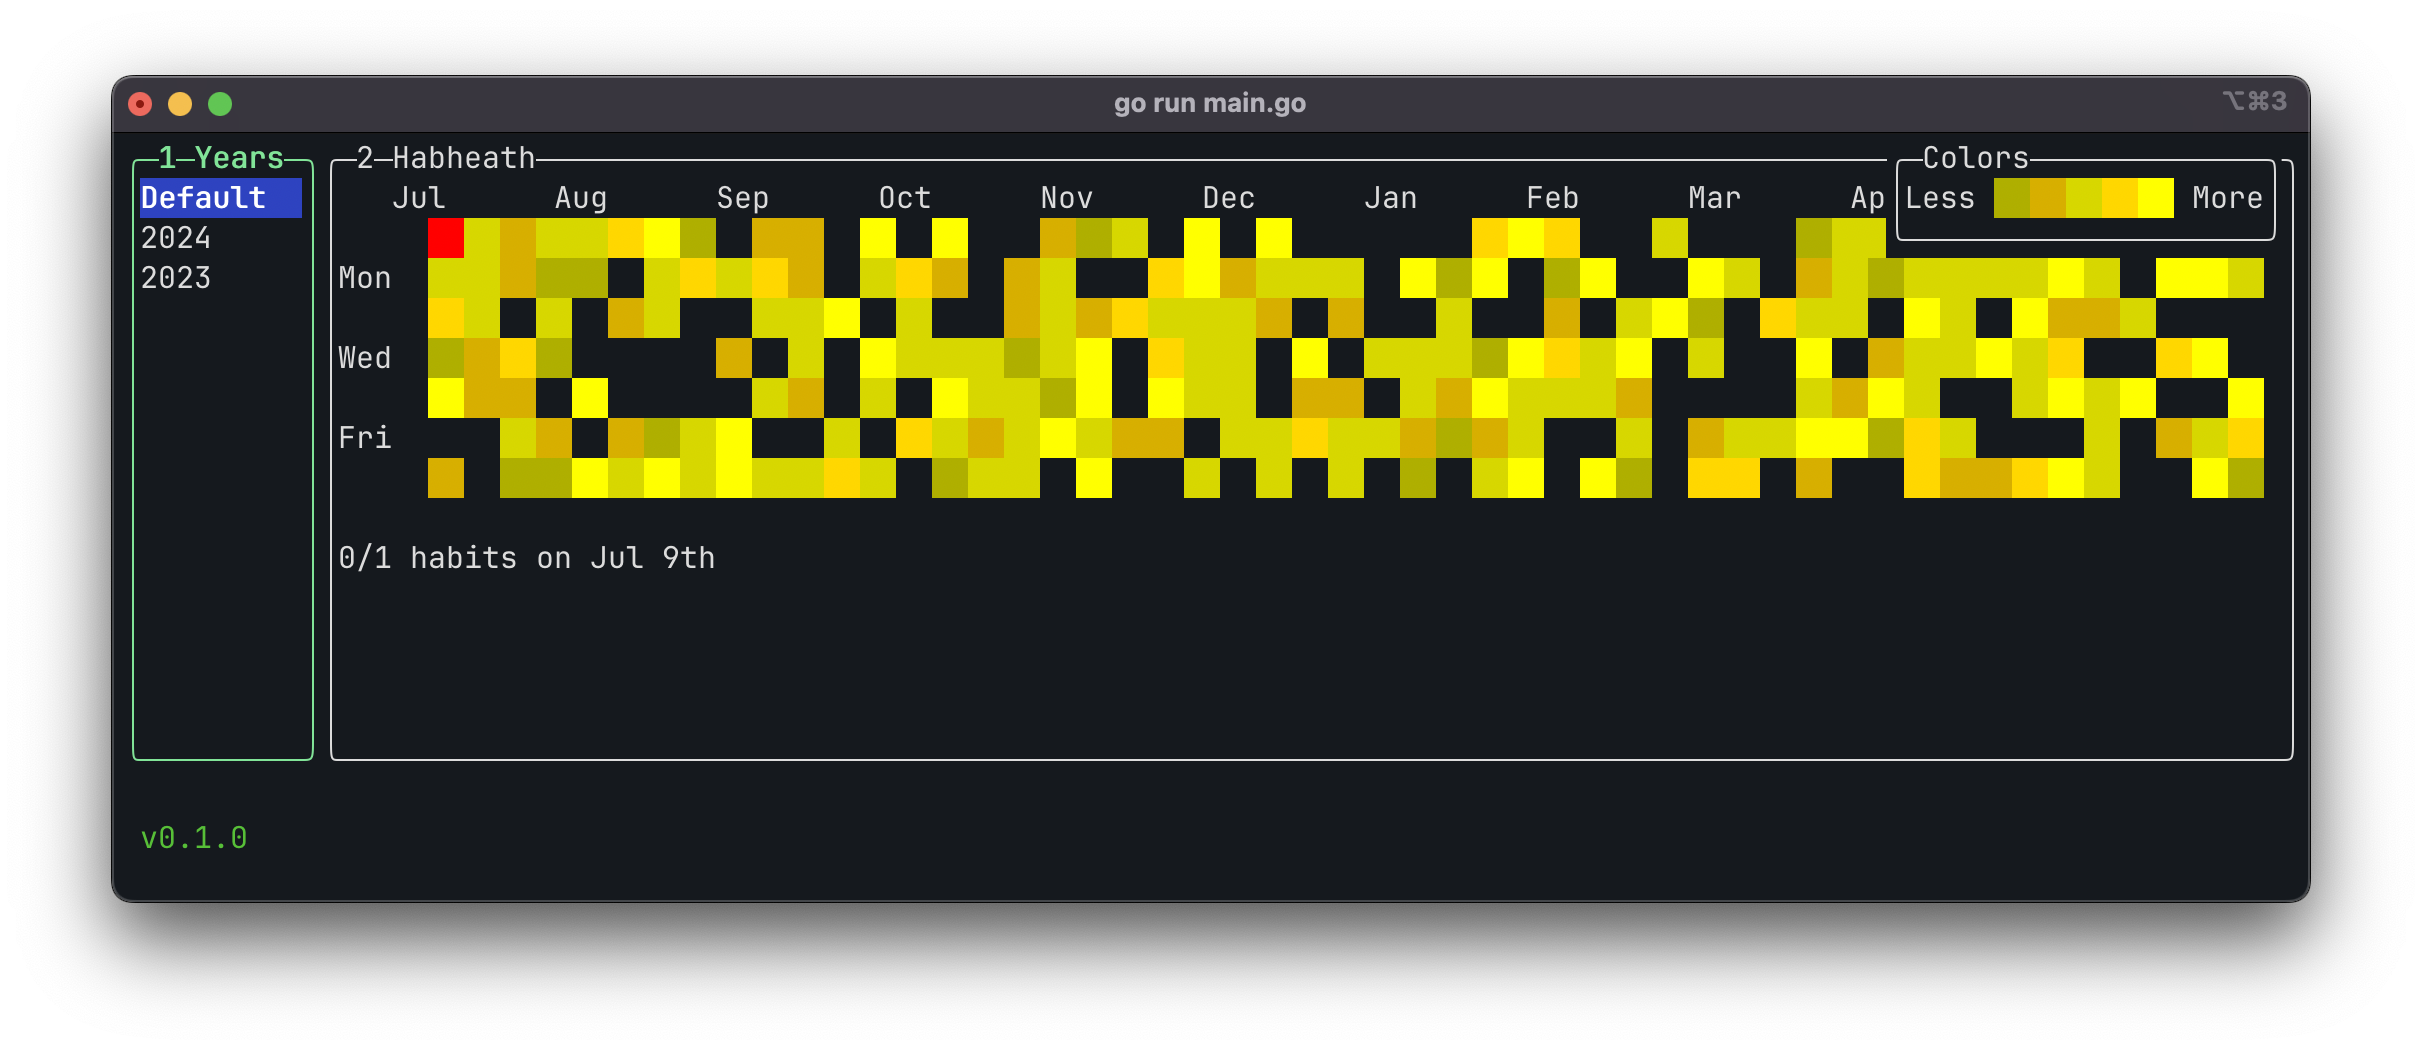 go run main.go ⌥⌘3
1 Years
Default
2024
2023
2 Habheath
Colors
Jul Aug Sep Oct Nov Dec Jan Feb Mar Ap
Less More
Mon
Wed
Fri
0/1 habits on Jul 9th
v0.1.0